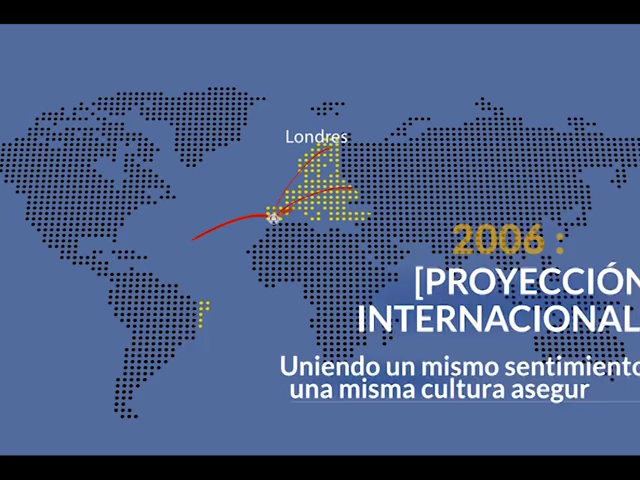 Londres
2006 :
[PROYECCIÓN
INTERNACIONAL
Uniendo un mismo sentimiento
una misma cultura asegur